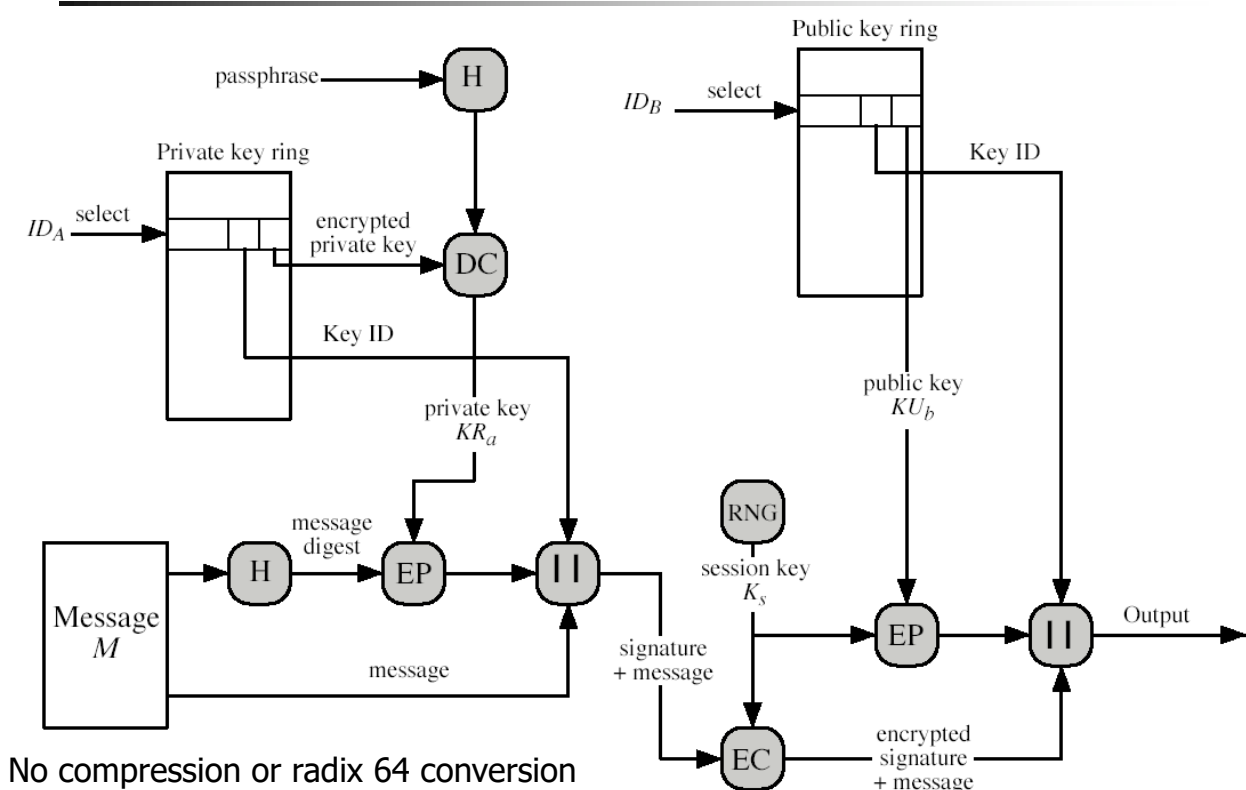 Public key ring
passphrase
H
ID_B
select
Private key ring
Key ID
ID_A
select
encrypted
private key
DC
Key ID
private key
KR_a
public key
KU_b
RNG
message
digest
session key
K_s
Message
M
H
EP
||
EP
||
Output
message
signature
+ message
EC
encrypted
signature
+ message
No compression or radix 64 conversion